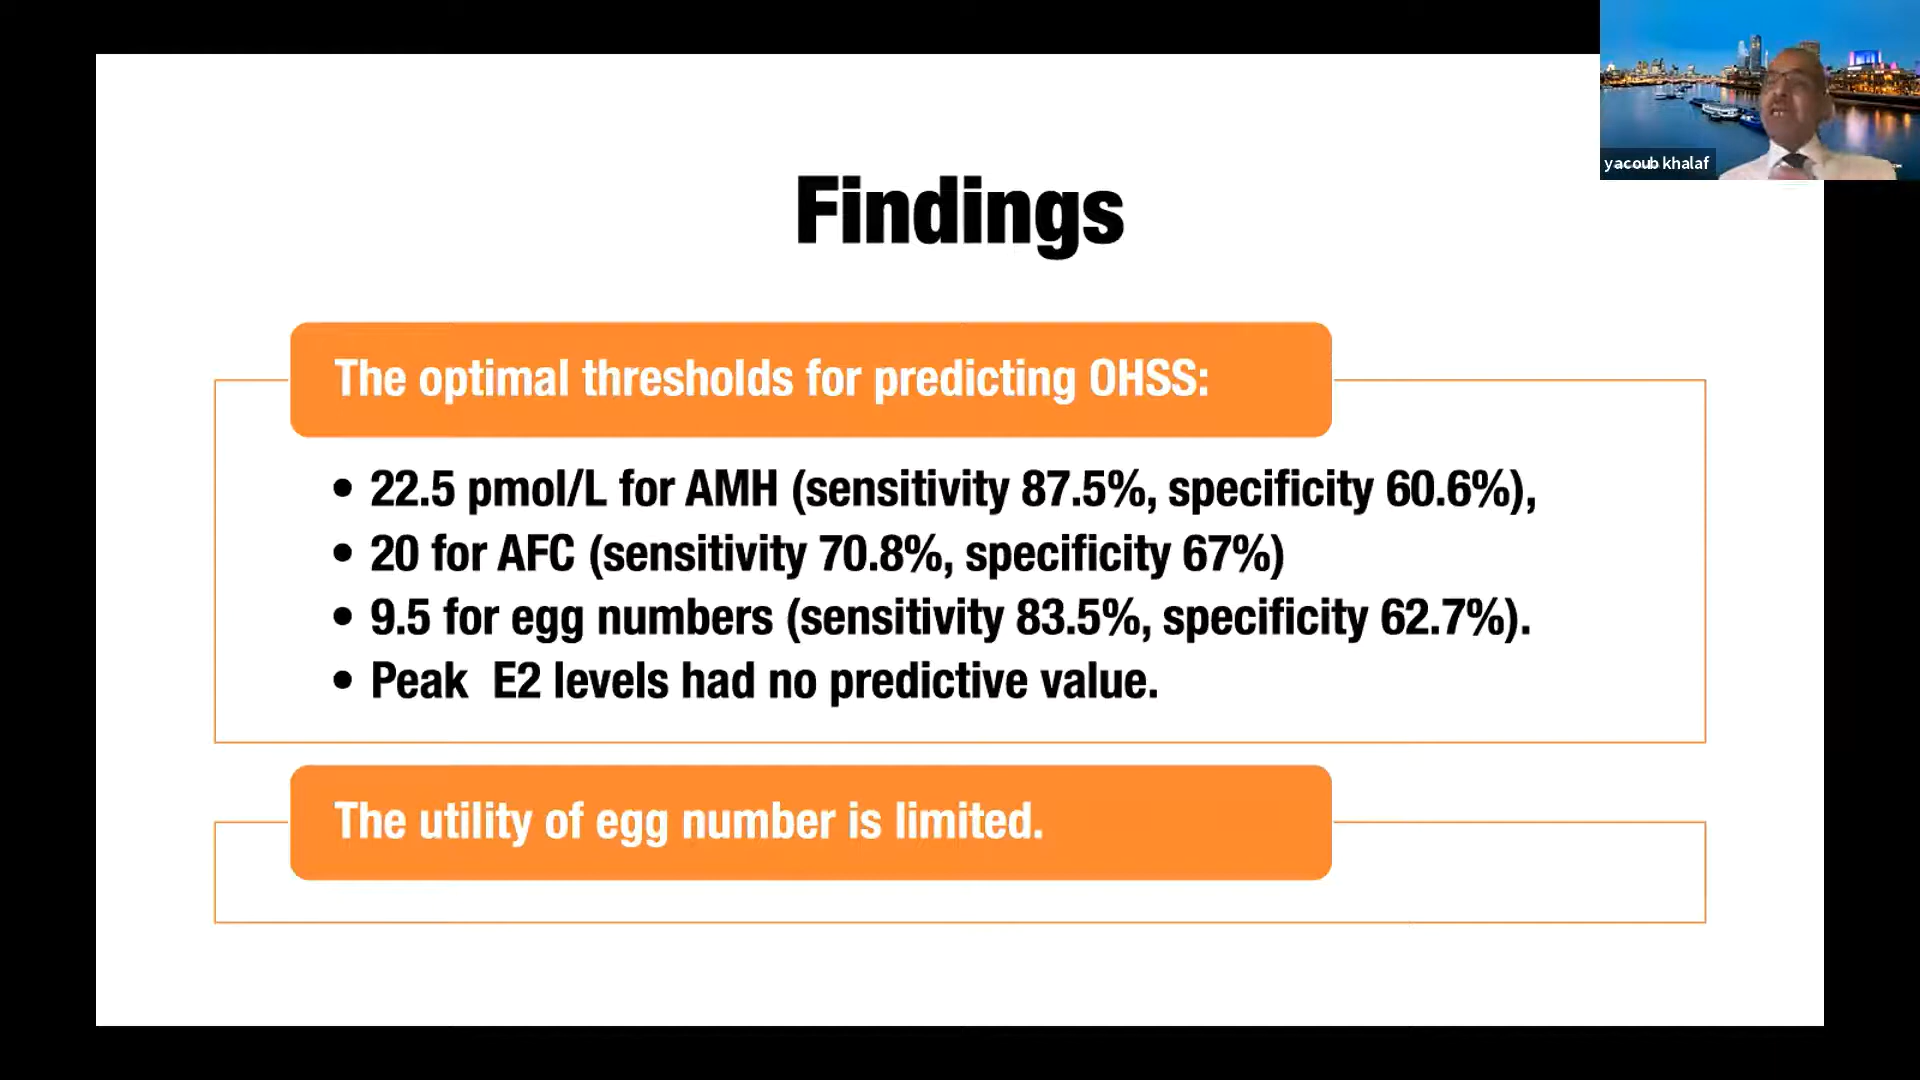 yacoub khalaf
Findings
The optimal thresholds for predicting OHSS:
• 22.5 pmol/L for AMH (sensitivity 87.5%, specificity 60.6%),
• 20 for AFC (sensitivity 70.8%, specificity 67%)
• 9.5 for egg numbers (sensitivity 83.5%, specificity 62.7%).
• Peak  E2 levels had no predictive value.
The utility of egg number is limited.